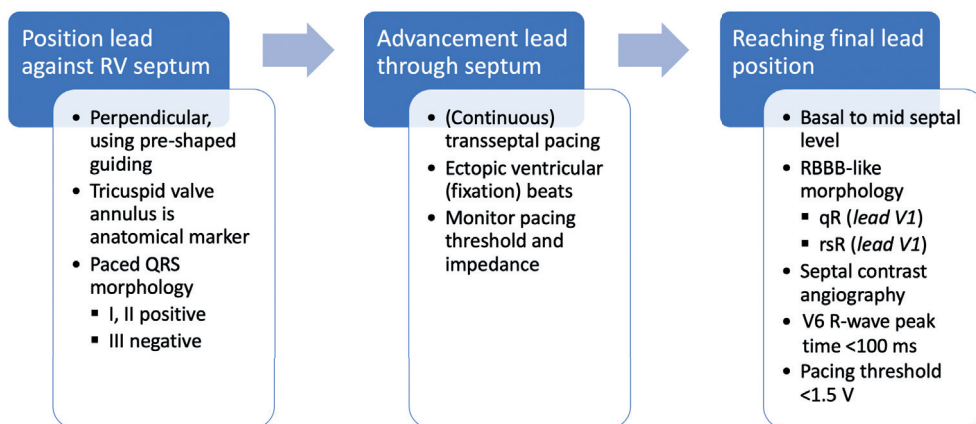 Position lead
against RV septum
• Perpendicular,
using pre-shaped
guiding
• Tricuspid valve
annulus is
anatomical marker
• Paced QRS
morphology
▪ I, II positive
▪ III negative
Advancement lead
through septum
• (Continuous)
transseptal pacing
• Ectopic ventricular
(fixation) beats
• Monitor pacing
threshold and
impedance
Reaching final lead
position
• Basal to mid septal
level
• RBBB-like
morphology
▪ qR (lead V1)
▪ rsR (lead V1)
• Septal contrast
angiography
• V6 R-wave peak
time <100 ms
• Pacing threshold
<1.5 V